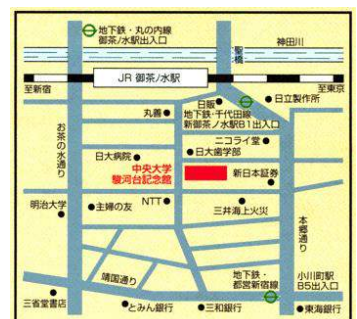 地下鉄・丸の内線
御茶ノ水駅出入口
聖橋
神田川
JR 御茶ノ水駅
至新宿
至東京
丸善
日販
日立製作所
地下鉄・千代田線
新御茶ノ水駅B1出入口
お茶の水通り
ニコライ堂
日大病院
日大歯学部
中央大学
駿河台記念館
新日本証券
明治大学
主婦の友
NTT
三井海上火災
本郷通り
靖国通り
地下鉄・
都営新宿線
小川町駅
B5出入口
三省堂書店
とみん銀行
三和銀行
東海銀行